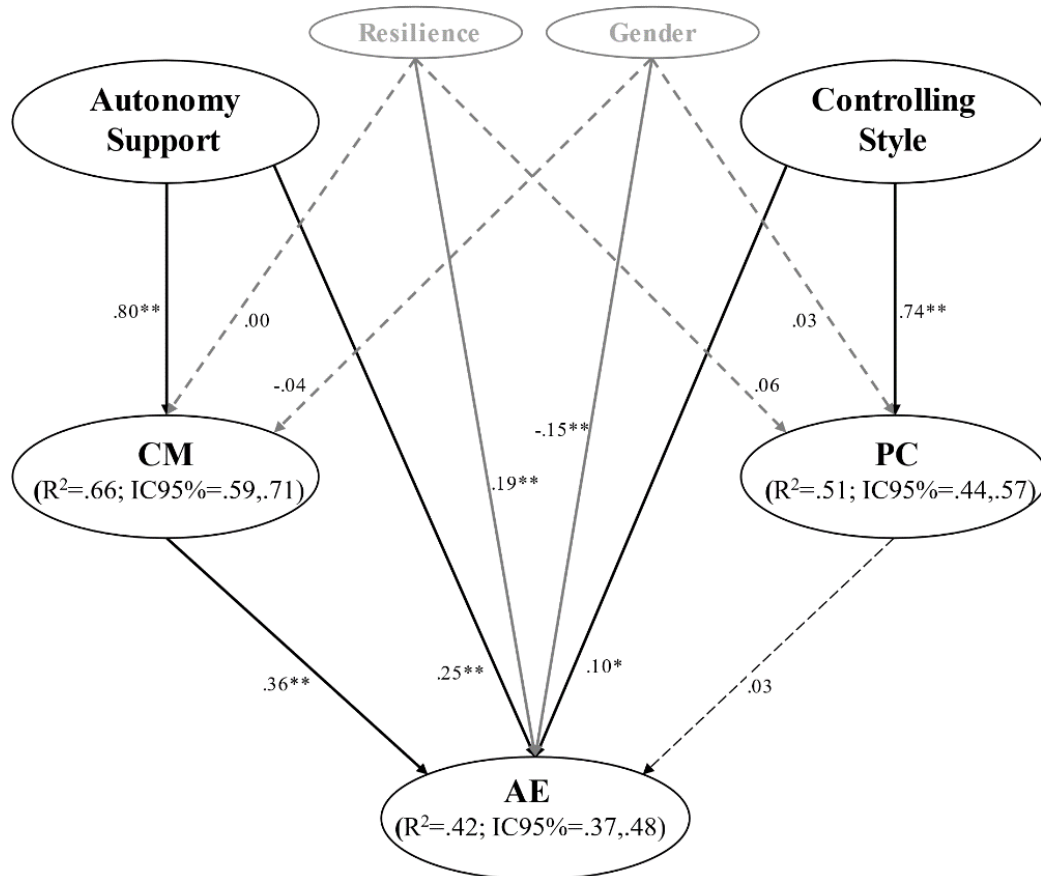 Resilience
Gender
Autonomy
Support
Controlling
Style
.80**
.00
.03
.74**
-.04
.06
-.15**
CM
(R²=.66; IC95%=.59,.71)
PC
(R²=.51; IC95%=.44,.57)
.19**
.36**
.25**
.10*
.03
AE
(R²=.42; IC95%=.37,.48)